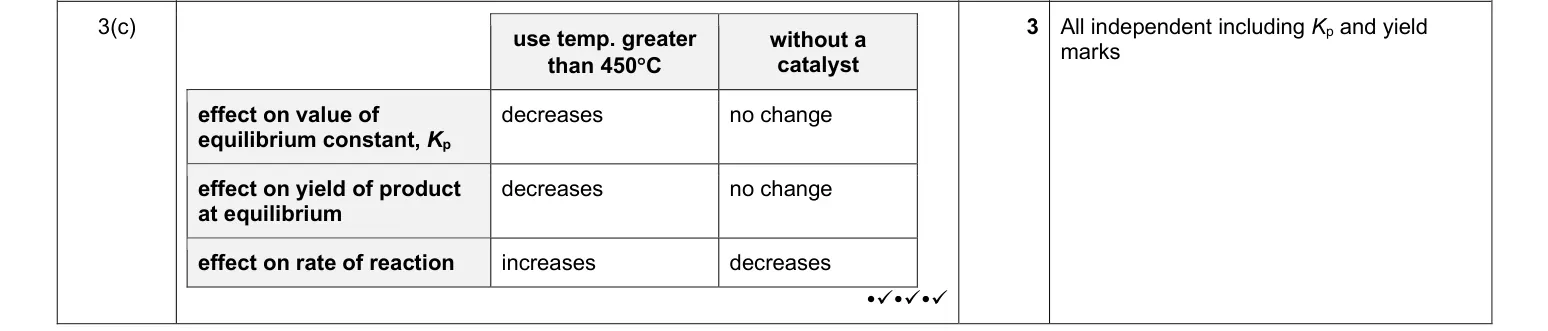 3(c)
use temp. greater than 450°C
without a catalyst
effect on value of equilibrium constant, Kp
decreases
no change
effect on yield of product at equilibrium
decreases
no change
effect on rate of reaction
increases
decreases
•✓•✓•✓
3
All independent including Kp and yield
marks